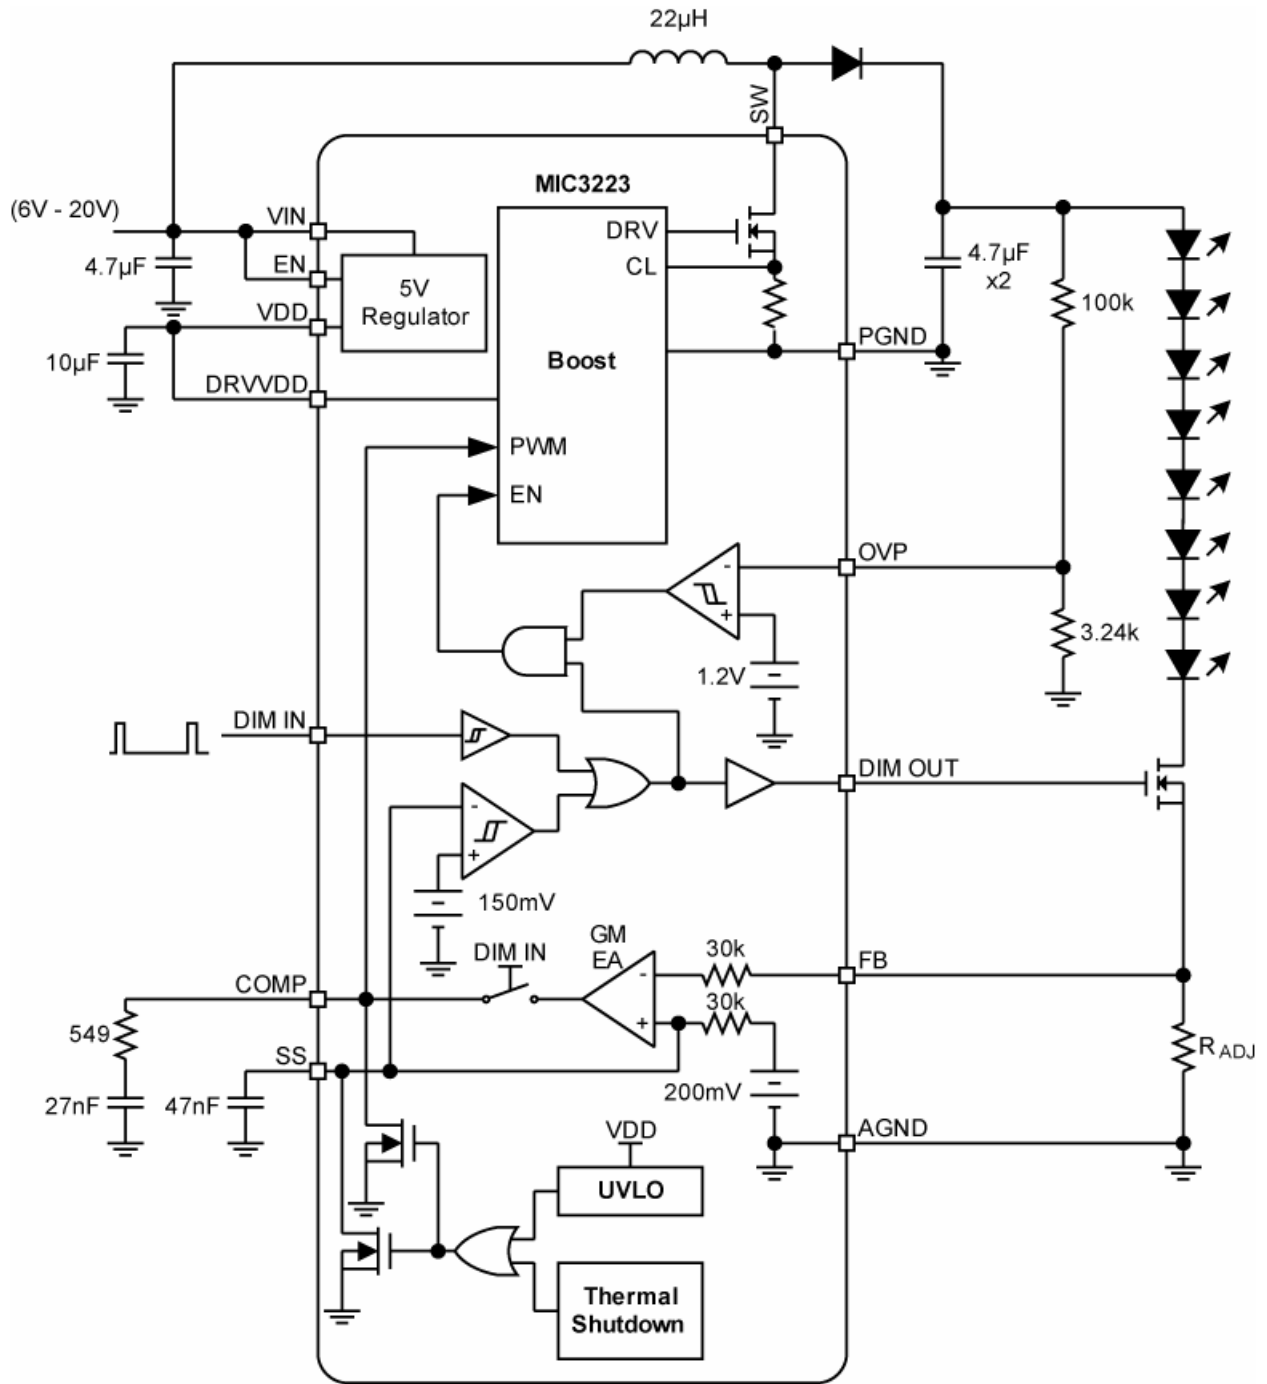 22µH
SW
MIC3223
(6V - 20V)
VIN
DRV
4.7µF
EN
CL
4.7µF
x2
5V
Regulator
100k
VDD
PGND
10µF
Boost
DRVVDD
PWM
EN
OVP
3.24k
1.2V
DIM IN
DIM OUT
-
+
-
+
150mV
GM
EA
30k
FB
DIM IN
-
+
30k
COMP
549
SS
R ADJ
200mV
27nF
47nF
AGND
VDD
UVLO
Thermal
Shutdown